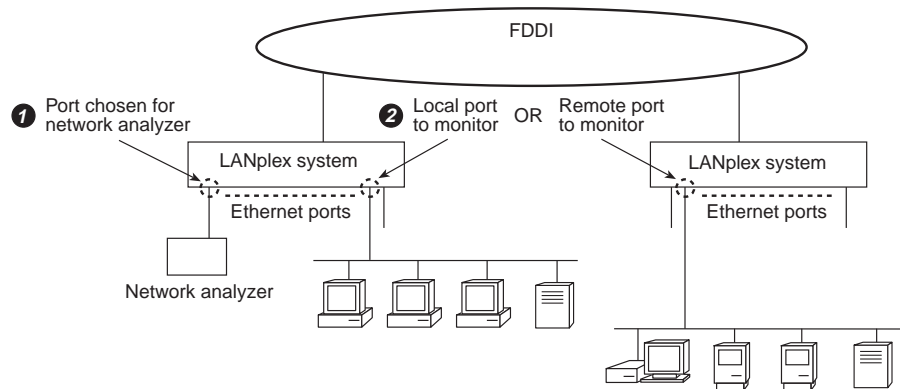 FDDI
1 Port chosen for
network analyzer
2 Local port
to monitor
OR
Remote port
to monitor
LANplex system
LANplex system
Ethernet ports
Ethernet ports
Network analyzer